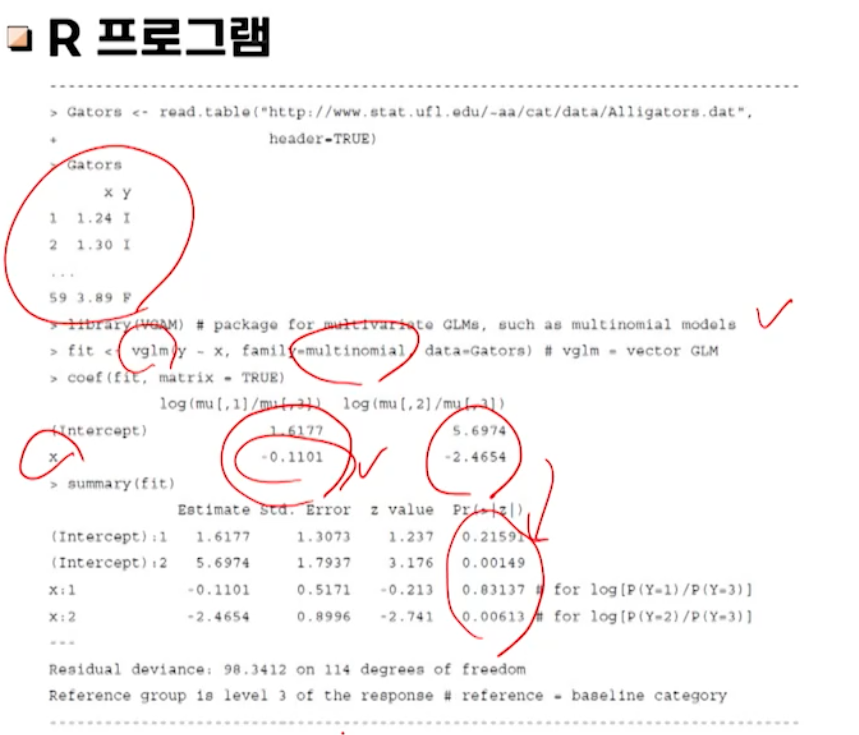 R 프로그램
> Gators <- read.table("http://www.stat.ufl.edu/~aa/cat/data/Alligators.dat",
+ header=TRUE)
> Gators
x y
1 1.24 I
2 1.30 I
...
59 3.89 F
> library(VGAM) # package for multivariate GLMs, such as multinomial models
> fit <- vglm(y ~ x, family=multinomial, data=Gators) # vglm = vector GLM
> coef(fit, matrix = TRUE)
log(mu[,1]/mu[,3]) log(mu[,2]/mu[,3])
(Intercept) 1.6177 5.6974
x -0.1101 -2.4654
> summary(fit)
Estimate Std. Error z value Pr(>|z|)
(Intercept):1 1.6177 1.3073 1.237 0.21591
(Intercept):2 5.6974 1.7937 3.176 0.00149
x:1 -0.1101 0.5171 -0.213 0.83137 # for log[P(Y=1)/P(Y=3)]
x:2 -2.4654 0.8996 -2.741 0.00613 # for log[P(Y=2)/P(Y=3)]
---
Residual deviance: 98.3412 on 114 degrees of freedom
Reference group is level 3 of the response # reference = baseline category